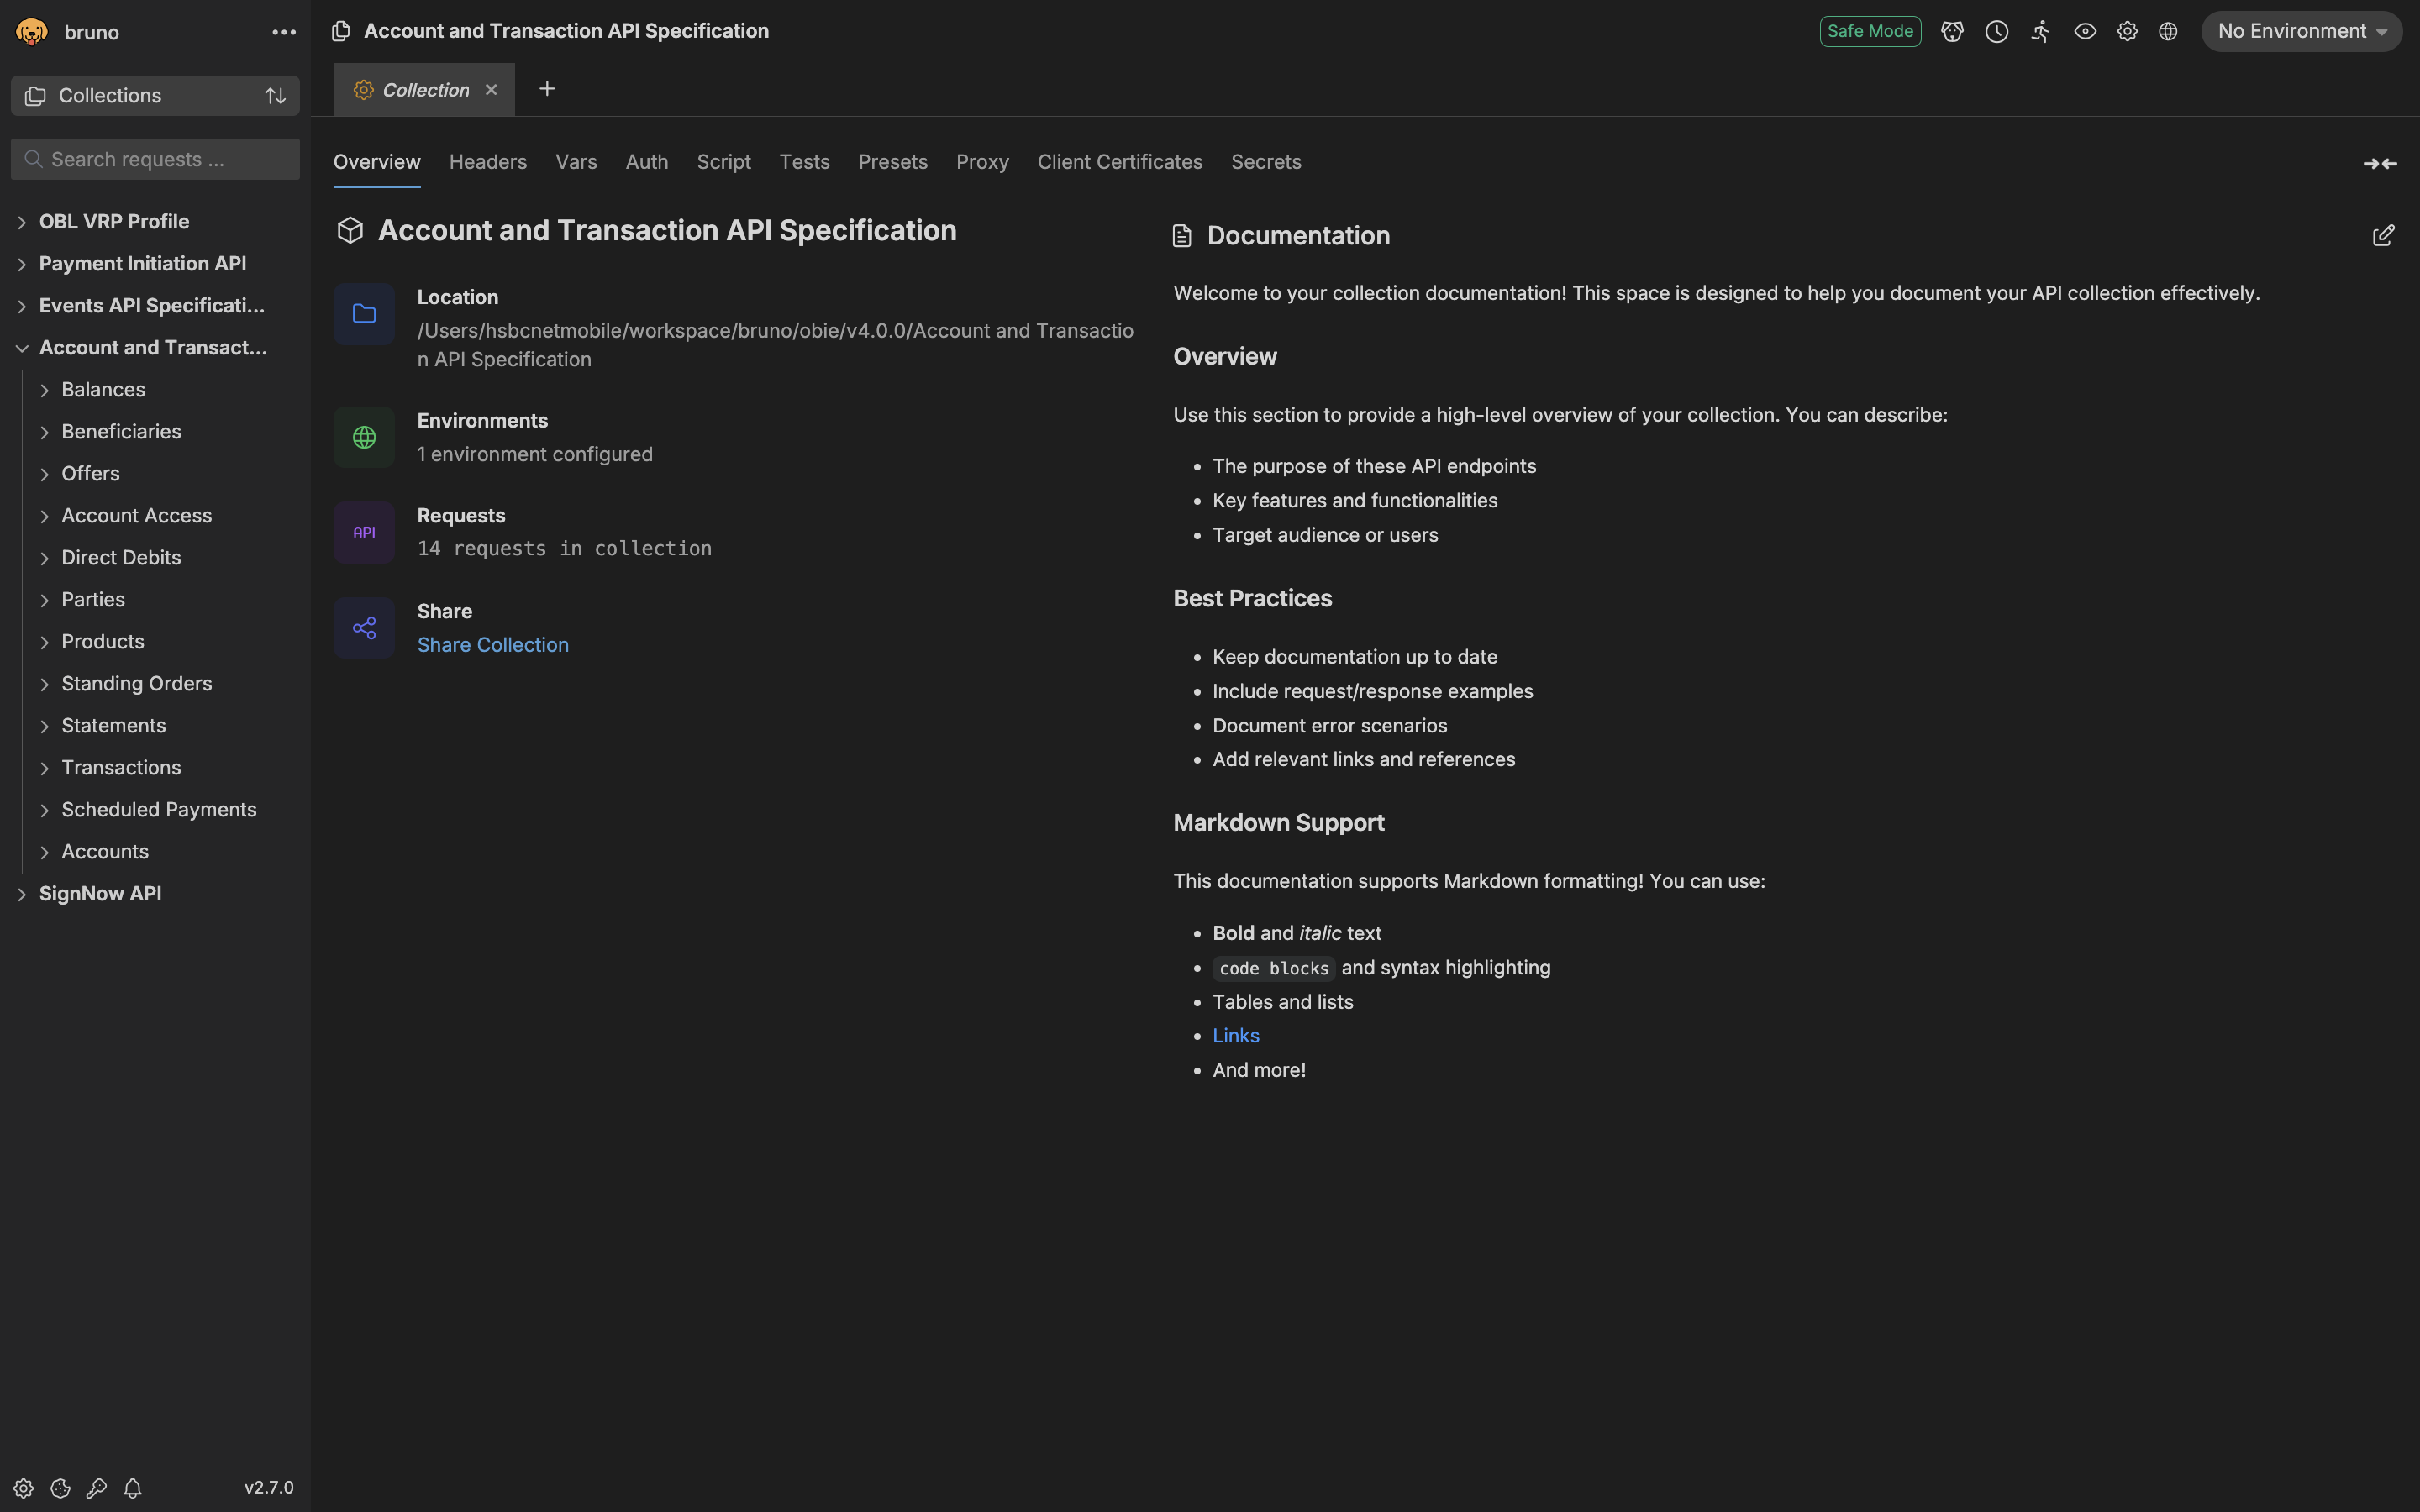 bruno
Collections
Search requests ...
OBL VRP Profile
Payment Initiation API
Events API Specificati...
Account and Transact...
Balances
Beneficiaries
Offers
Account Access
Direct Debits
Parties
Products
Standing Orders
Statements
Transactions
Scheduled Payments
Accounts
SignNow API
v2.7.0
Account and Transaction API Specification
Safe Mode
No Environment
Collection
Overview Headers Vars Auth Script Tests Presets Proxy Client Certificates Secrets
Account and Transaction API Specification
Location
/Users/hsbcnetmobile/workspace/bruno/obie/v4.0.0/Account and Transactio
n API Specification
Environments
1 environment configured
API
Requests
14 requests in collection
Share
Share Collection
Documentation
Welcome to your collection documentation! This space is designed to help you document your API collection effectively.
Overview
Use this section to provide a high-level overview of your collection. You can describe:
• The purpose of these API endpoints
• Key features and functionalities
• Target audience or users
Best Practices
• Keep documentation up to date
• Include request/response examples
• Document error scenarios
• Add relevant links and references
Markdown Support
This documentation supports Markdown formatting! You can use:
• Bold and italic text
• code blocks and syntax highlighting
• Tables and lists
• Links
• And more!